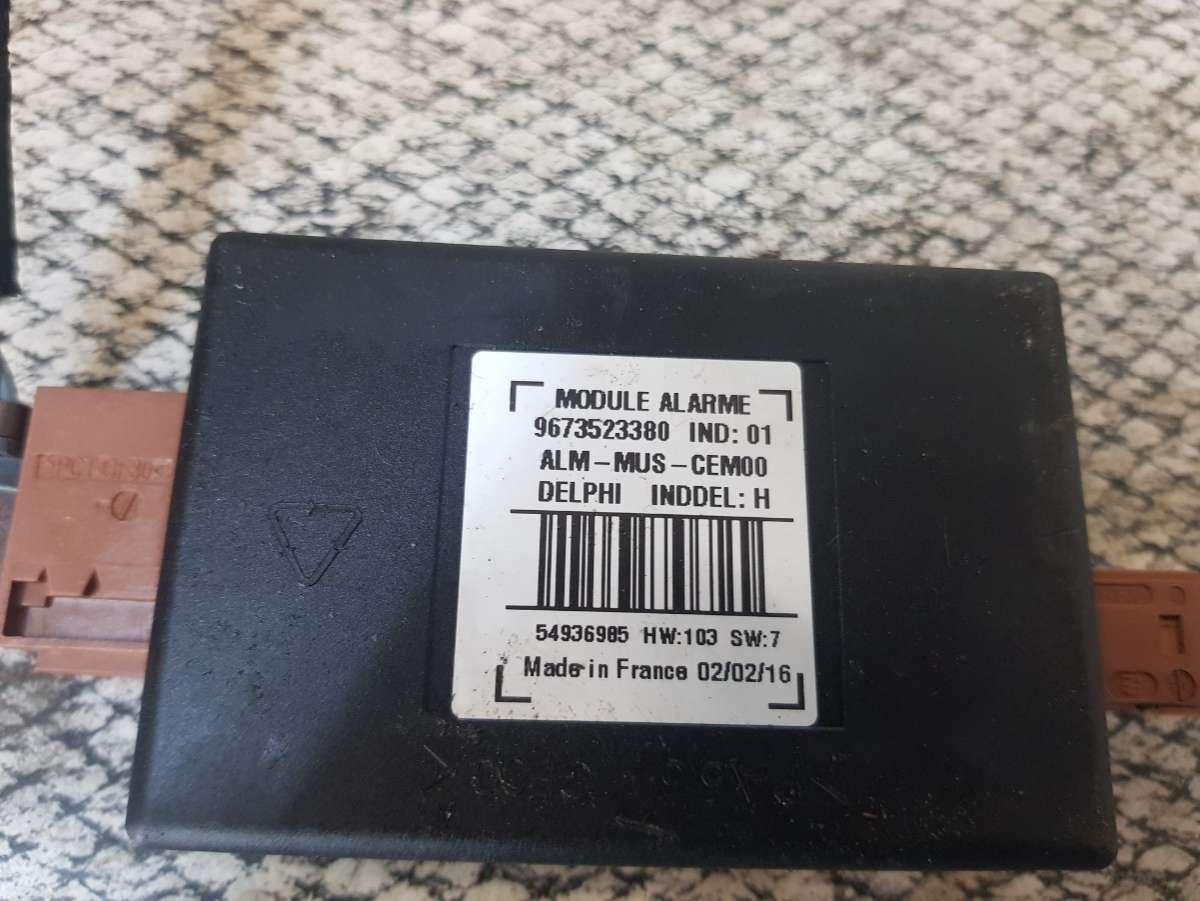 MODULE ALARME
9673523380 IND: 01
ALM-MUS-CEM00
DELPHI INDDEL: H
54936985 HW:103 SW:7
Made in France 02/02/16